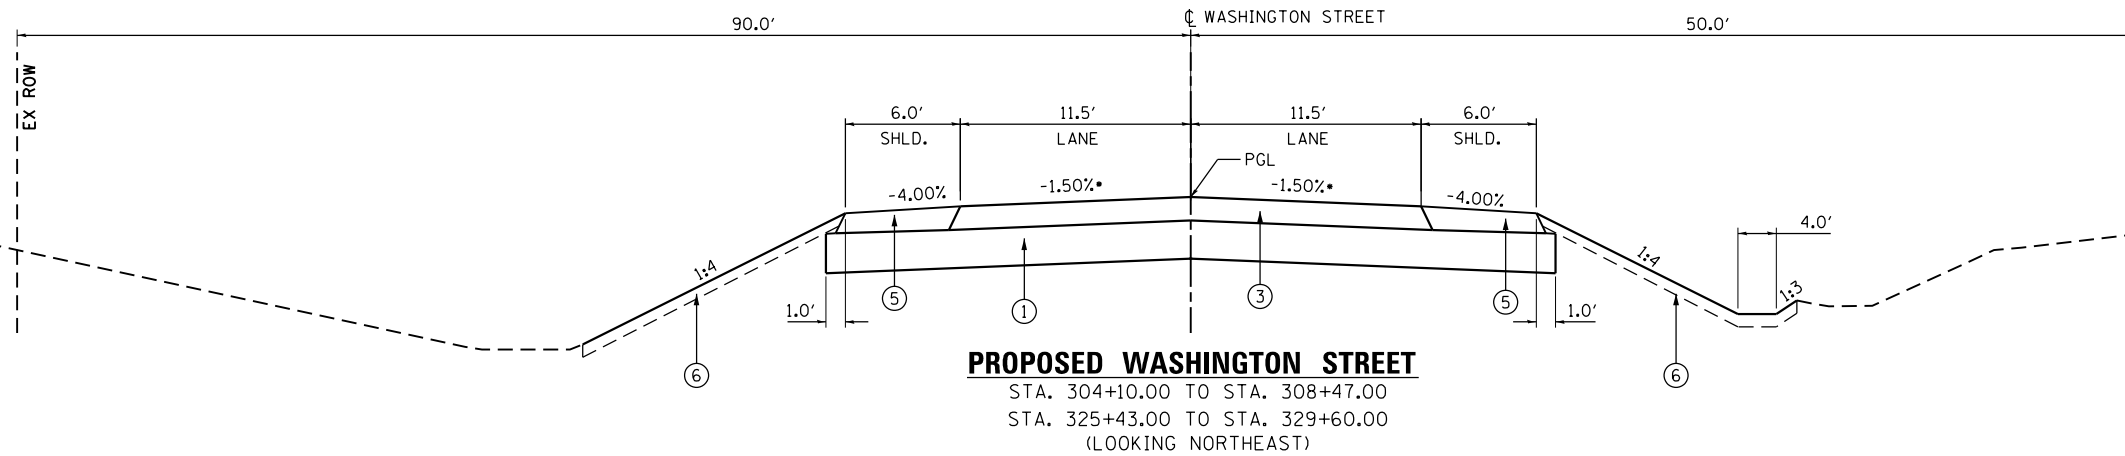 ℄ WASHINGTON STREET
90.0'
50.0'
EX ROW
6.0'
11.5'
11.5'
6.0'
SHLD.
LANE
LANE
SHLD.
PGL
-4.00%
-1.50%*
-1.50%*
-4.00%
4.0'
1:4
1:4
1:3
5
1
3
5
1.0'
1.0'
6
6
PROPOSED WASHINGTON STREET
STA. 304+10.00 TO STA. 308+47.00
STA. 325+43.00 TO STA. 329+60.00
(LOOKING NORTHEAST)